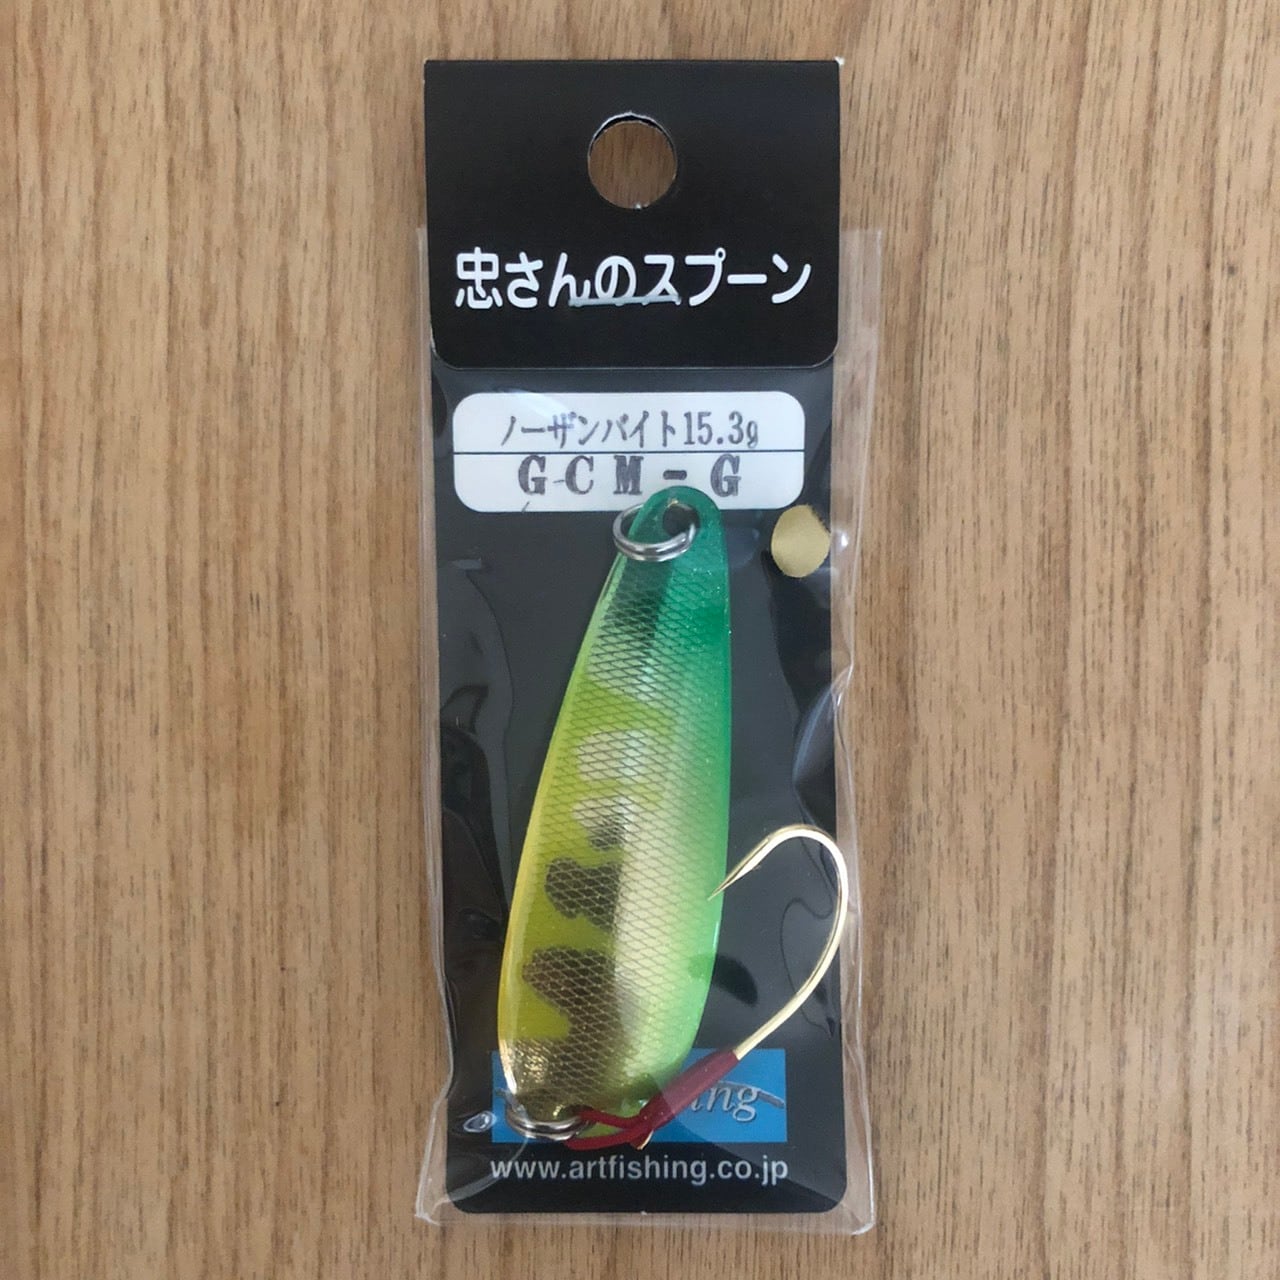 忠さんのスプーン
ノーザンバイト15.3g
GCM-G
www.artfishing.co.jp